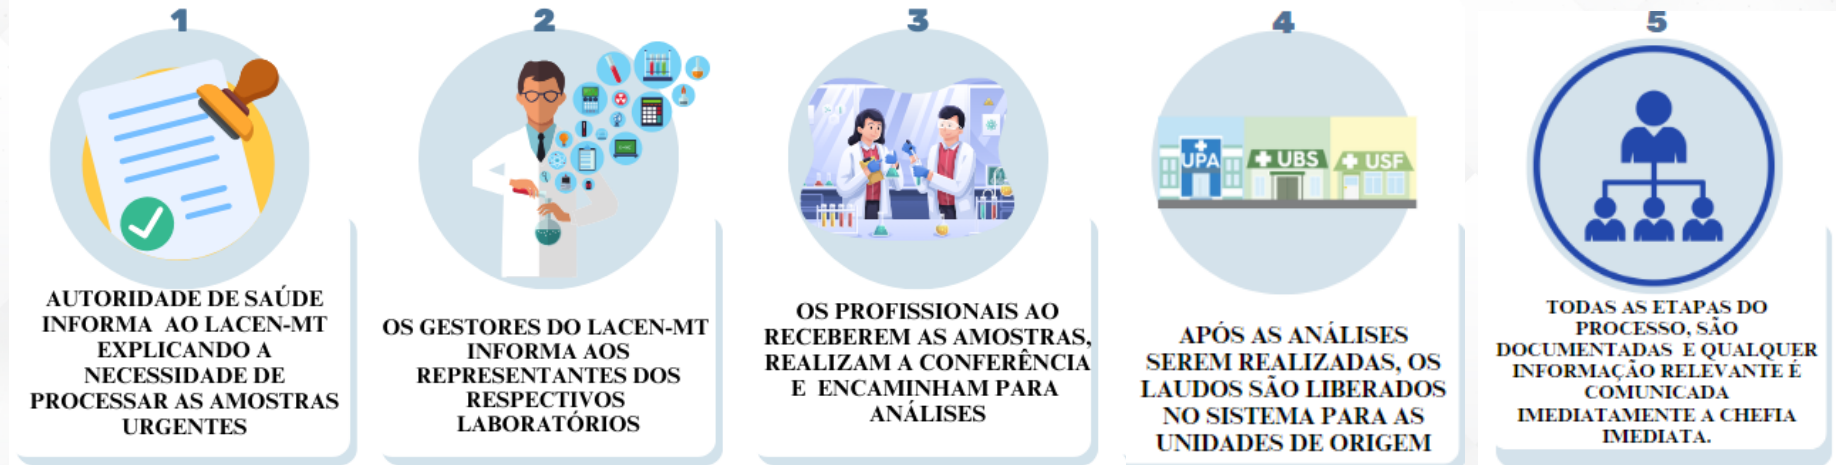 1
AUTORIDADE DE SAÚDE
INFORMA AO LACEN-MT
EXPLICANDO A
NECESSIDADE DE
PROCESSAR AS AMOSTRAS
URGENTES
2
OS GESTORES DO LACEN-MT
INFORMA AOS
REPRESENTANTES DOS
RESPECTIVOS
LABORATÓRIOS
3
OS PROFISSIONAIS AO
RECEBEREM AS AMOSTRAS,
REALIZAM A CONFERÊNCIA
E ENCAMINHAM PARA
ANÁLISES
4
UPA
UBS
USF
APÓS AS ANÁLISES
SEREM REALIZADAS, OS
LAUDOS SÃO LIBERADOS
NO SISTEMA PARA AS
UNIDADES DE ORIGEM
5
TODAS AS ETAPAS DO
PROCESSO, SÃO
DOCUMENTADAS E QUALQUER
INFORMAÇÃO RELEVANTE É
COMUNICADA
IMEDIATAMENTE A CHEFIA
IMEDIATA.